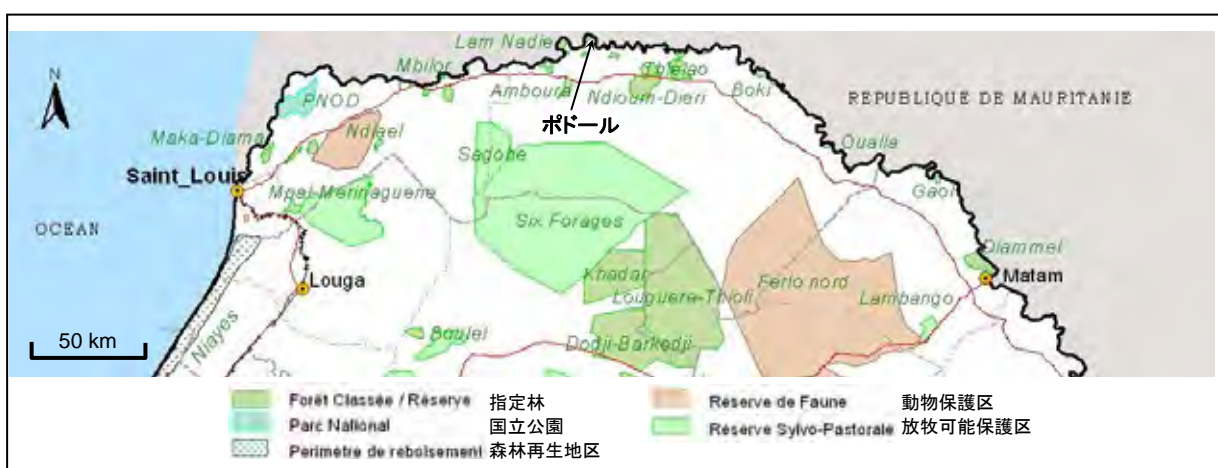 Lam Nadie
N
Mbilor
Thielao
PNOD
Amboura
Ndioum-Dieri
Boki
REPUBLIQUE DE MAURITANIE
ポドール
Maka-Diama
Ndiael
Oualla
Sagobe
Saint_Louis
Gaol
Mpal-Merinaguene
OCEAN
Six Forages
Diammel
Khadar
Ferlo nord
Matam
Louga
Louguere-Thioli
Lambango
50 km
Niayes
Boulel
Dodji-Barkedji
Forêt Classée / Réserve 指定林
Parc National 国立公園
Perimetre de reboisement 森林再生地区
Réserve de Faune 動物保護区
Réserve Sylvo-Pastorale 放牧可能保護区